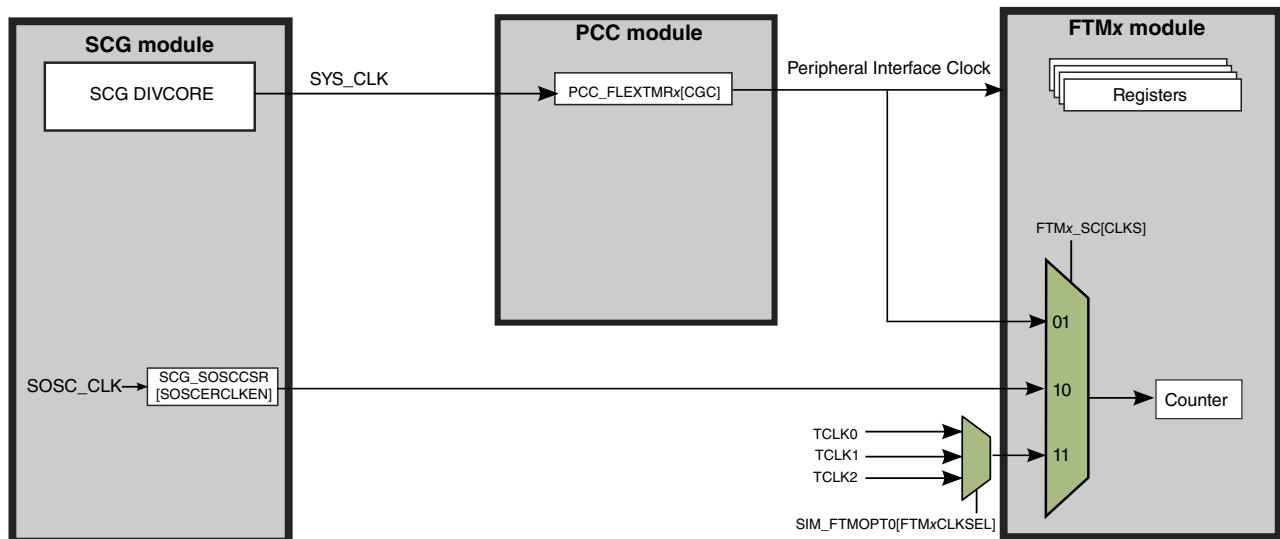 SCG module
SCG DIVCORE
SYS_CLK
PCC module
PCC_FLEXTMRx[CGC]
Peripheral Interface Clock
FTMx module
Registers
FTMx_SC[CLKS]
01
SOSC_CLK
SCG_SOSCCSR
[SOSCERCLKEN]
10
Counter
TCLK0
TCLK1
TCLK2
11
SIM_FTMOPT0[FTMxCLKSEL]